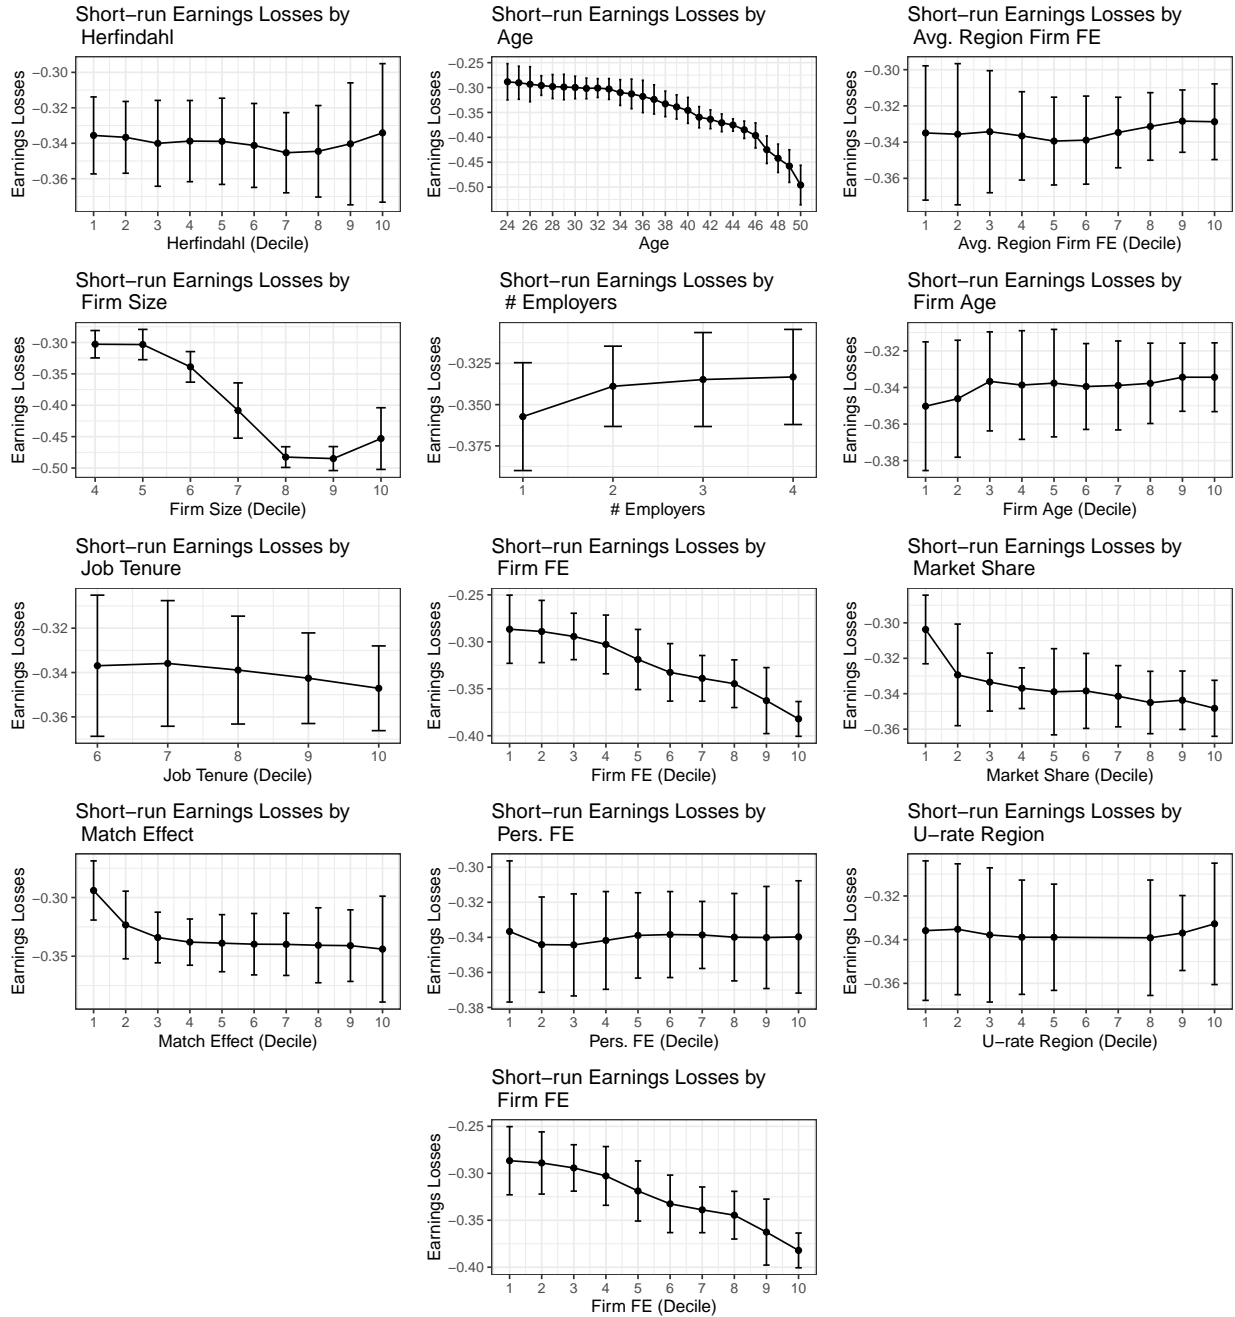 Short−run Earnings Losses by
Herfindahl
Earnings Losses
−0.30
−0.32
−0.34
−0.36
1 2 3 4 5 6 7 8 9 10
Herfindahl (Decile)
Short−run Earnings Losses by
Age
Earnings Losses
−0.25
−0.30
−0.35
−0.40
−0.45
−0.50
24 26 28 30 32 34 36 38 40 42 44 46 48 50
Age
Short−run Earnings Losses by
Avg. Region Firm FE
Earnings Losses
−0.30
−0.32
−0.34
−0.36
1 2 3 4 5 6 7 8 9 10
Avg. Region Firm FE (Decile)
Short−run Earnings Losses by
Firm Size
Earnings Losses
−0.30
−0.35
−0.40
−0.45
−0.50
4 5 6 7 8 9 10
Firm Size (Decile)
Short−run Earnings Losses by
# Employers
Earnings Losses
−0.325
−0.350
−0.375
1 2 3 4
# Employers
Short−run Earnings Losses by
Firm Age
Earnings Losses
−0.32
−0.34
−0.36
−0.38
1 2 3 4 5 6 7 8 9 10
Firm Age (Decile)
Short−run Earnings Losses by
Job Tenure
Earnings Losses
−0.32
−0.34
−0.36
6 7 8 9 10
Job Tenure (Decile)
Short−run Earnings Losses by
Firm FE
Earnings Losses
−0.25
−0.30
−0.35
−0.40
1 2 3 4 5 6 7 8 9 10
Firm FE (Decile)
Short−run Earnings Losses by
Market Share
Earnings Losses
−0.30
−0.32
−0.34
−0.36
1 2 3 4 5 6 7 8 9 10
Market Share (Decile)
Short−run Earnings Losses by
Match Effect
Earnings Losses
−0.30
−0.35
1 2 3 4 5 6 7 8 9 10
Match Effect (Decile)
Short−run Earnings Losses by
Pers. FE
Earnings Losses
−0.30
−0.32
−0.34
−0.36
−0.38
1 2 3 4 5 6 7 8 9 10
Pers. FE (Decile)
Short−run Earnings Losses by
U−rate Region
Earnings Losses
−0.32
−0.34
−0.36
1 2 3 4 5 6 7 8 9 10
U−rate Region (Decile)
Short−run Earnings Losses by
Firm FE
Earnings Losses
−0.25
−0.30
−0.35
−0.40
1 2 3 4 5 6 7 8 9 10
Firm FE (Decile)